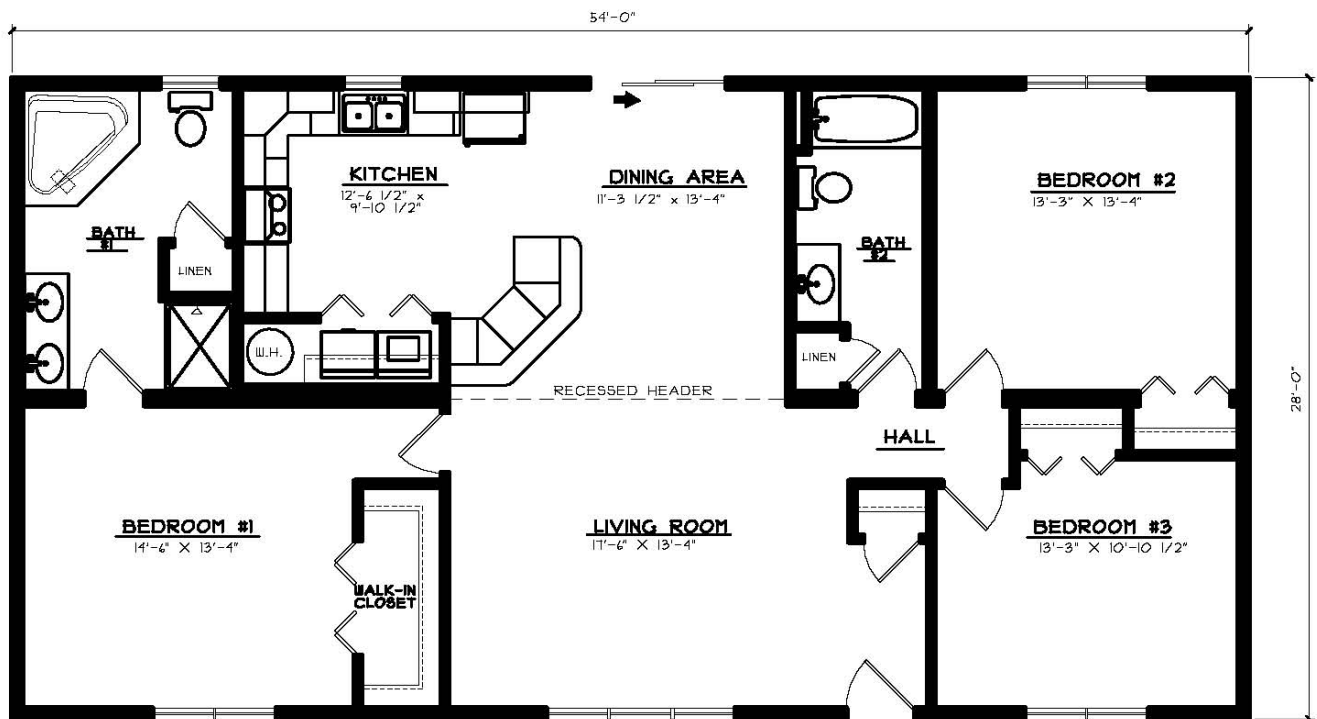 54'-0"
KITCHEN
12'-6 1/2" x
9'-10 1/2"
DINING AREA
11'-3 1/2" x 13'-4"
BEDROOM #2
13'-3" X 13'-4"
BATH
#1
LINEN
BATH
#2
W.H.
LINEN
RECESSED HEADER
28'-0"
HALL
BEDROOM #1
14'-6" X 13'-4"
LIVING ROOM
17'-6" X 13'-4"
BEDROOM #3
13'-3" X 10'-10 1/2"
WALK-IN
CLOSET